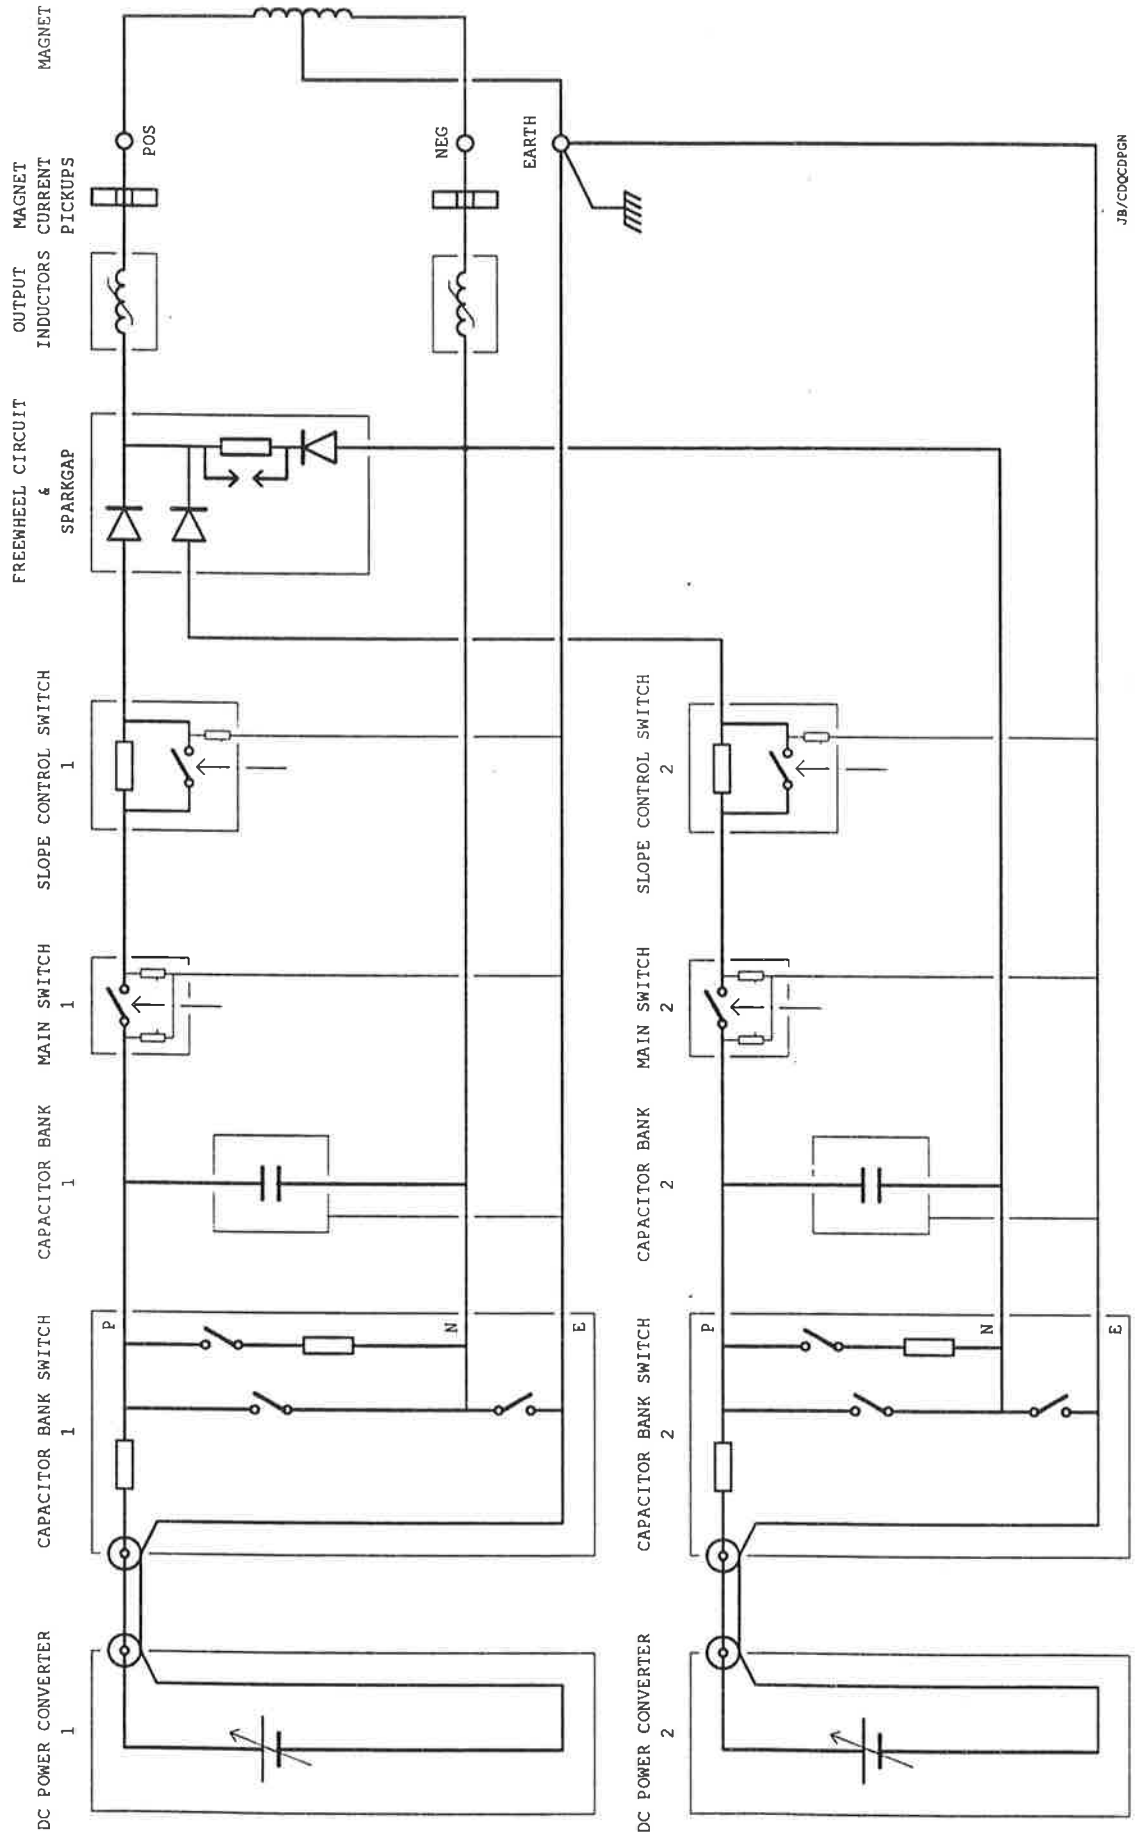 DC POWER CONVERTER
1
CAPACITOR BANK SWITCH
1
CAPACITOR BANK
1
MAIN SWITCH
1
SLOPE CONTROL SWITCH
1
FREEWHEEL CIRCUIT
&
SPARKGAP
OUTPUT
INDUCTORS
MAGNET
CURRENT
PICKUPS
MAGNET
P
N
E
POS
NEG
EARTH
DC POWER CONVERTER
2
CAPACITOR BANK SWITCH
2
CAPACITOR BANK
2
MAIN SWITCH
2
SLOPE CONTROL SWITCH
2
P
N
E
JB/CDQCDPGN